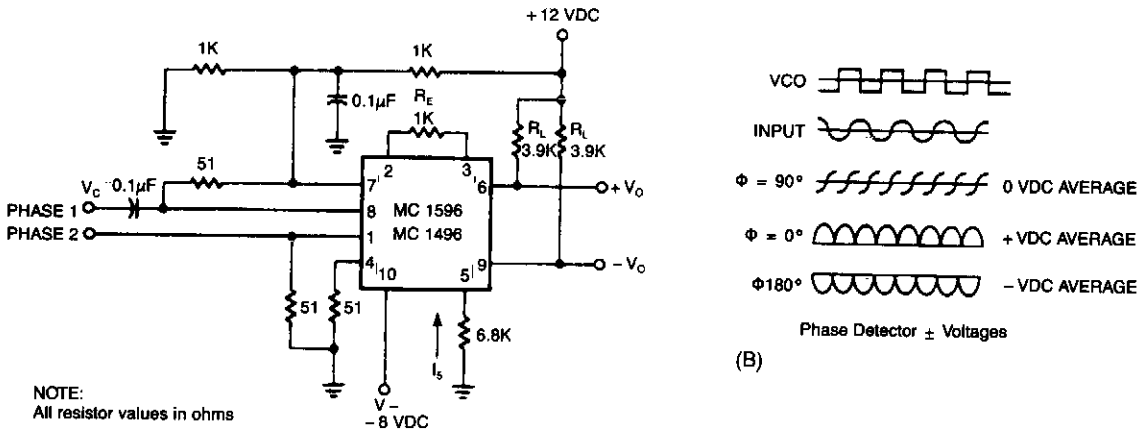 + 12 VDC
1K
1K
0.1µF
R_E
1K
R_L
3.9K
R_L
3.9K
51
V_C
0.1µF
PHASE 1
PHASE 2
2
3
7
6
8
MC 1596
1
MC 1496
4
10
5
9
+ V_O
– V_O
51
51
6.8K
I_5
V –
– 8 VDC
NOTE:
All resistor values in ohms
VCO
INPUT
Φ = 90° 0 VDC AVERAGE
Φ = 0° + VDC AVERAGE
Φ180° – VDC AVERAGE
Phase Detector ± Voltages
(B)